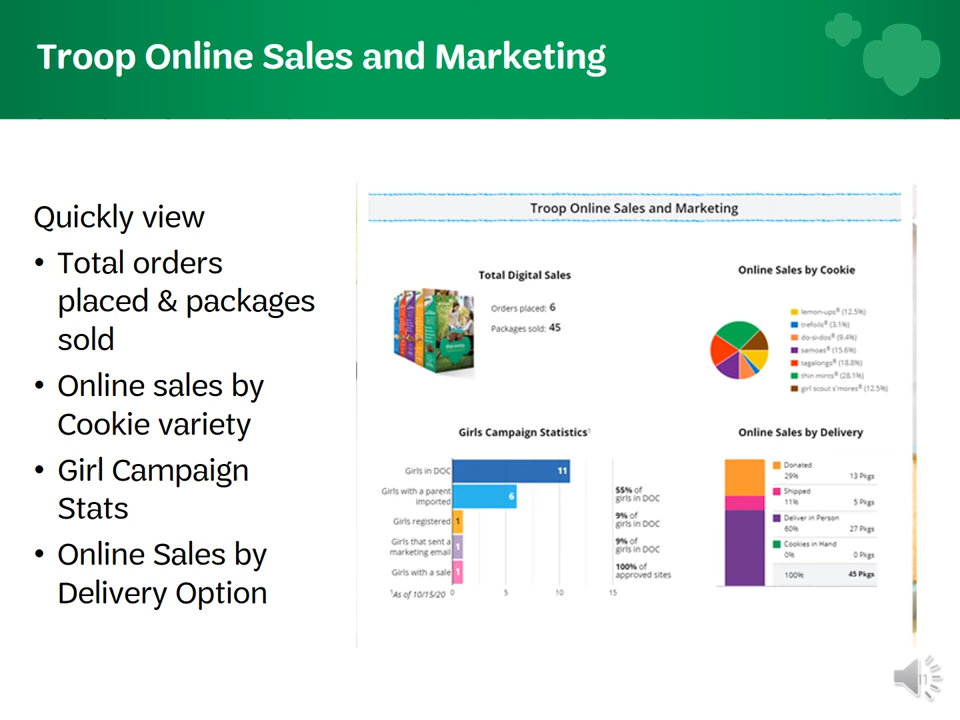 Troop Online Sales and Marketing
Quickly view
• Total orders
placed & packages
sold
• Online sales by
Cookie variety
• Girl Campaign
Stats
• Online Sales by
Delivery Option
Troop Online Sales and Marketing
Total Digital Sales
Orders placed: 6
Packages sold: 45
Online Sales by Cookie
lemon-ups® (12.5%)
trefoils® (3.1%)
do-si-dos® (9.4%)
samoas® (15.6%)
tagalongs® (18.8%)
thin mints® (28.1%)
girl scout s'mores® (12.5%)
Girls Campaign Statistics¹
Girls in DOC 11
Girls with a parent
imported 6
55% of
girls in DOC
Girls registered 1
9% of
girls in DOC
Girls that sent a
marketing email 1
9% of
girls in DOC
Girls with a sale 1
100% of
approved sites
¹As of 10/15/20 0 5 10 15
Online Sales by Delivery
Donated
29% 13 Pkgs
Shipped
11% 5 Pkgs
Deliver in Person
60% 27 Pkgs
Cookies in Hand
0% 0 Pkgs
100% 45 Pkgs
11